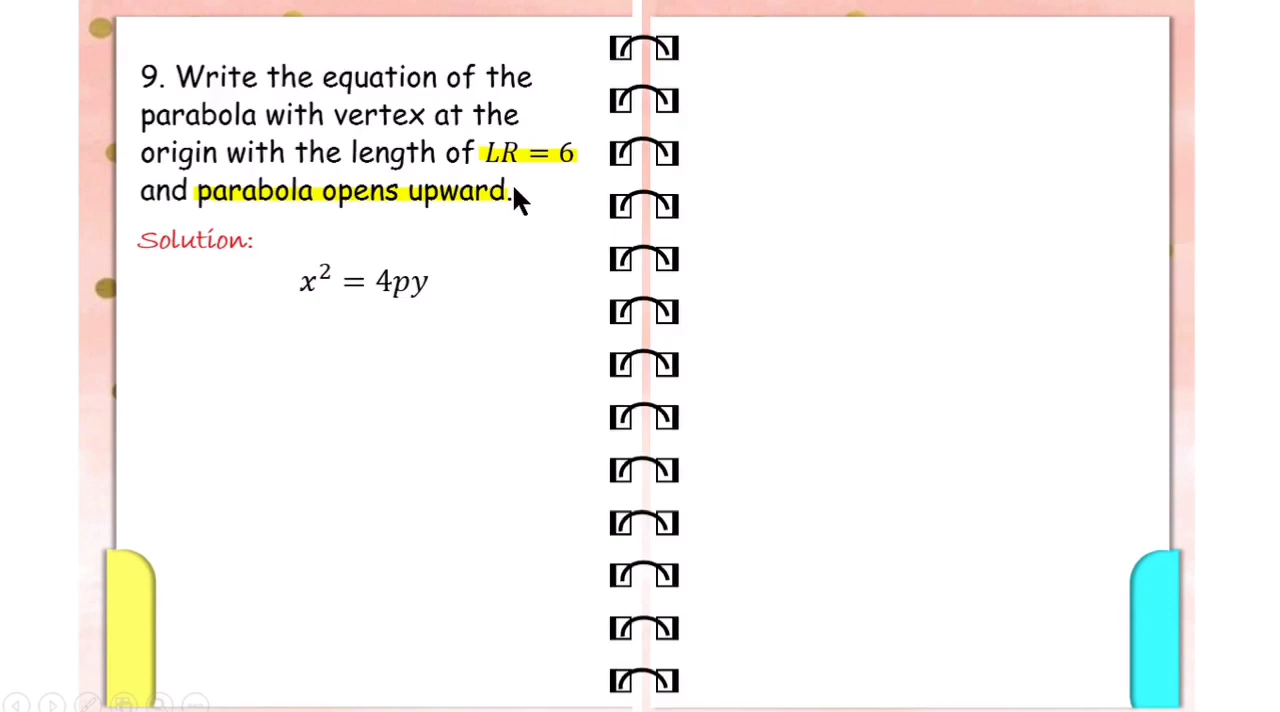 9. Write the equation of the
parabola with vertex at the
origin with the length of LR = 6
and parabola opens upward.
Solution:
x² = 4py